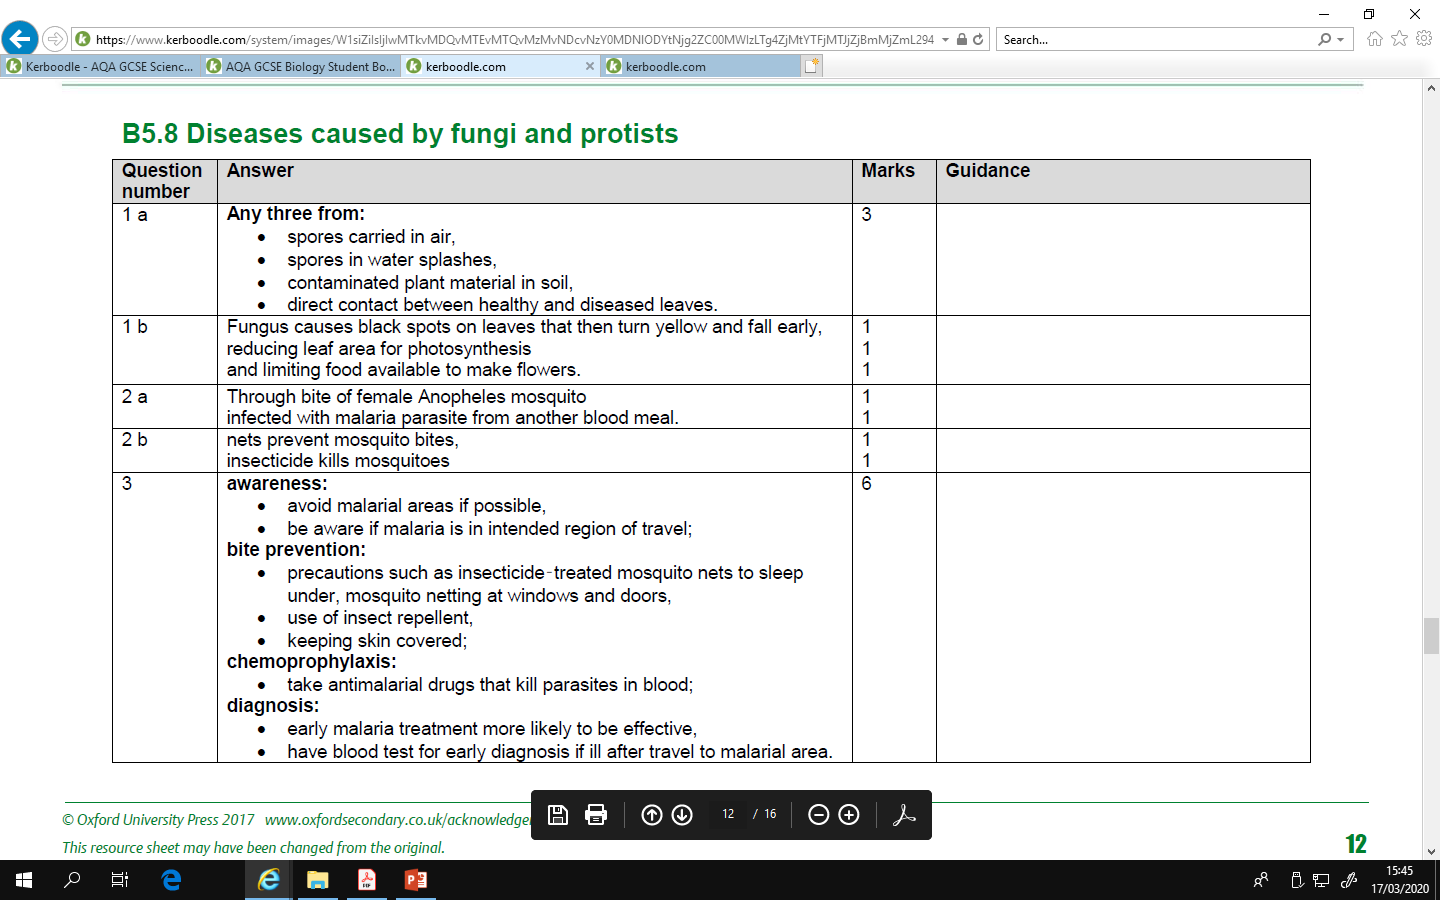 https://www.kerboodle.com/system/images/W1siZiIsIjIwMTkvMDQvMTEvMTQvMzMvNDcvNzY0MDNlODYtNjg2ZC00MWIzLTg4ZjMtYTFjMTJjZjBmMjZmL294
Search...
Kerboodle - AQA GCSE Scienc...
AQA GCSE Biology Student Bo...
kerboodle.com
kerboodle.com
B5.8 Diseases caused by fungi and protists
Question number Answer Marks Guidance
1 a Any three from: 3
• spores carried in air,
• spores in water splashes,
• contaminated plant material in soil,
• direct contact between healthy and diseased leaves.
1 b Fungus causes black spots on leaves that then turn yellow and fall early, 1
reducing leaf area for photosynthesis 1
and limiting food available to make flowers. 1
2 a Through bite of female Anopheles mosquito 1
infected with malaria parasite from another blood meal. 1
2 b nets prevent mosquito bites, 1
insecticide kills mosquitoes 1
3 awareness: 6
• avoid malarial areas if possible,
• be aware if malaria is in intended region of travel;
bite prevention:
• precautions such as insecticide-treated mosquito nets to sleep
under, mosquito netting at windows and doors,
• use of insect repellent,
• keeping skin covered;
chemoprophylaxis:
• take antimalarial drugs that kill parasites in blood;
diagnosis:
• early malaria treatment more likely to be effective,
• have blood test for early diagnosis if ill after travel to malarial area.
12 / 16
© Oxford University Press 2017 www.oxfordsecondary.co.uk/acknowledge
This resource sheet may have been changed from the original.
12
15:45
17/03/2020